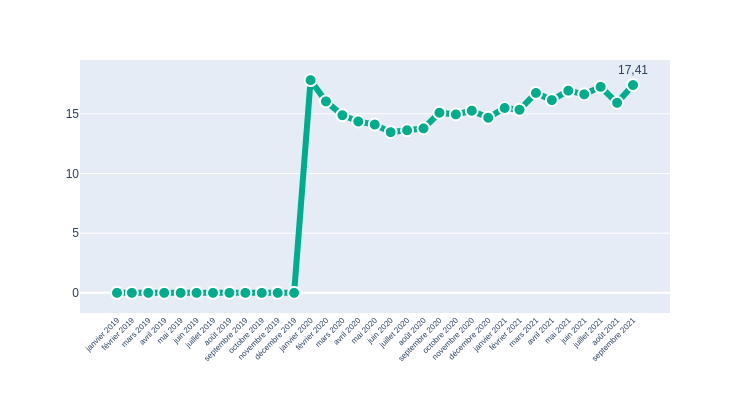 17,41
15
10
5
0
janvier 2019
février 2019
mars 2019
avril 2019
mai 2019
juin 2019
juillet 2019
août 2019
septembre 2019
octobre 2019
novembre 2019
décembre 2019
janvier 2020
février 2020
mars 2020
avril 2020
mai 2020
juin 2020
juillet 2020
août 2020
septembre 2020
octobre 2020
novembre 2020
décembre 2020
janvier 2021
février 2021
mars 2021
avril 2021
mai 2021
juin 2021
juillet 2021
août 2021
septembre 2021